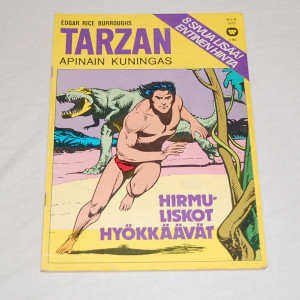 EDGAR RICE BURROUGHS
TARZAN
APINAIN KUNINGAS
8 SIVUA LISÄÄ!
ENTINEN HINTA
HIRMU-
LISKOT
HYÖKKÄÄVÄT